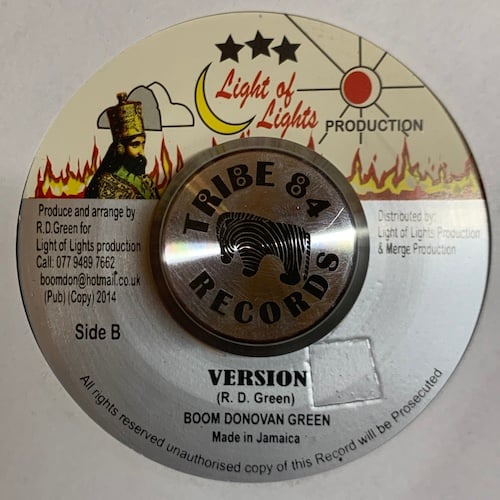 Light of
Lights
PRODUCTION
TRIBE 84
RECORDS
Produce and arrange by
R.D.Green for
Light of Lights production
Call: 077 9489 7662
boomdon@hotmail.co.uk
(Pub) (Copy) 2014
Distributed by:
Light of Lights Production
& Merge Production
Side B
VERSION
(R. D. Green)
BOOM DONOVAN GREEN
Made in Jamaica
All rights reserved unauthorised copy of this Record will be Prosecuted